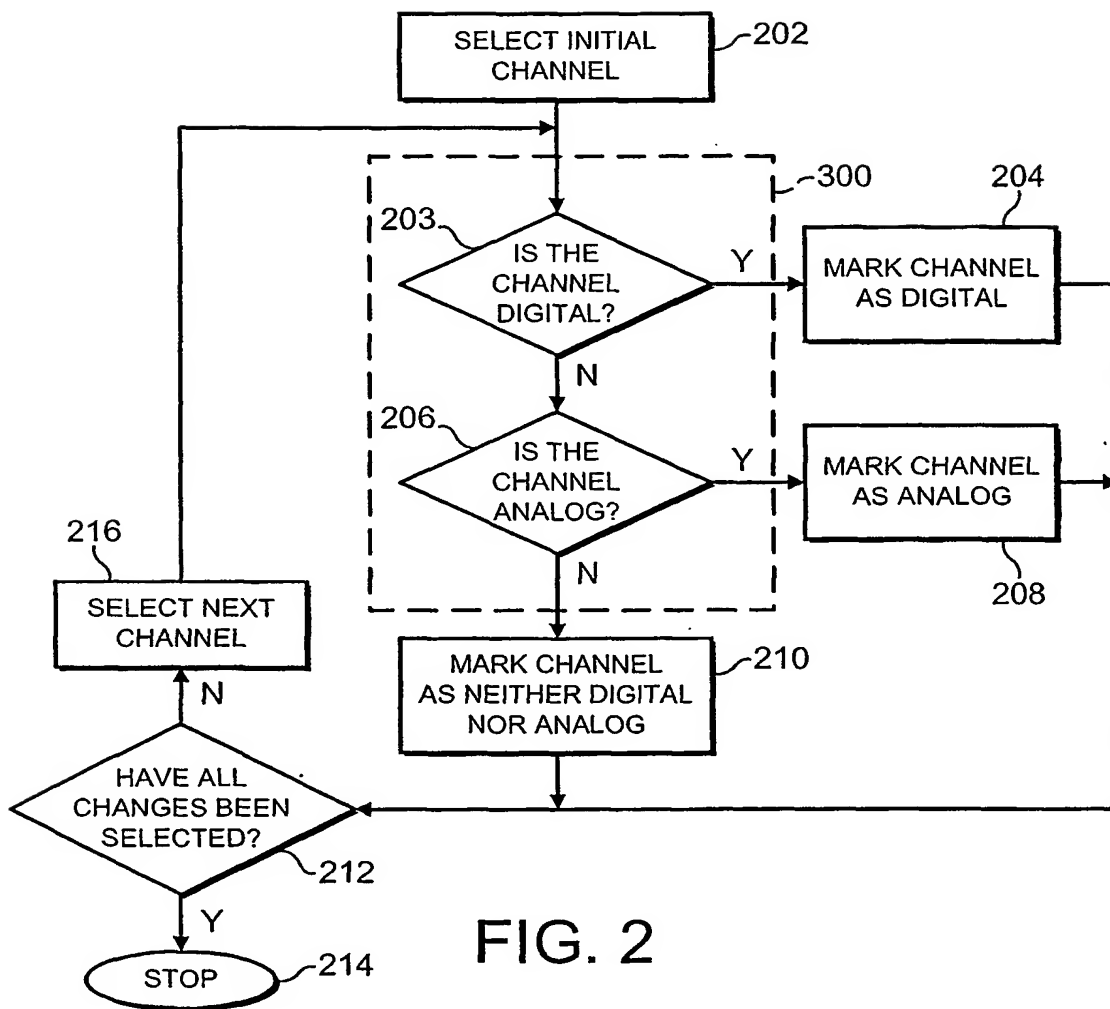 SELECT INITIAL
CHANNEL
202
300
203
IS THE
CHANNEL
DIGITAL?
Y
204
MARK CHANNEL
AS DIGITAL
N
206
IS THE
CHANNEL
ANALOG?
Y
MARK CHANNEL
AS ANALOG
208
N
216
SELECT NEXT
CHANNEL
MARK CHANNEL
AS NEITHER DIGITAL
NOR ANALOG
210
N
HAVE ALL
CHANGES BEEN
SELECTED?
212
Y
STOP
214
FIG. 2